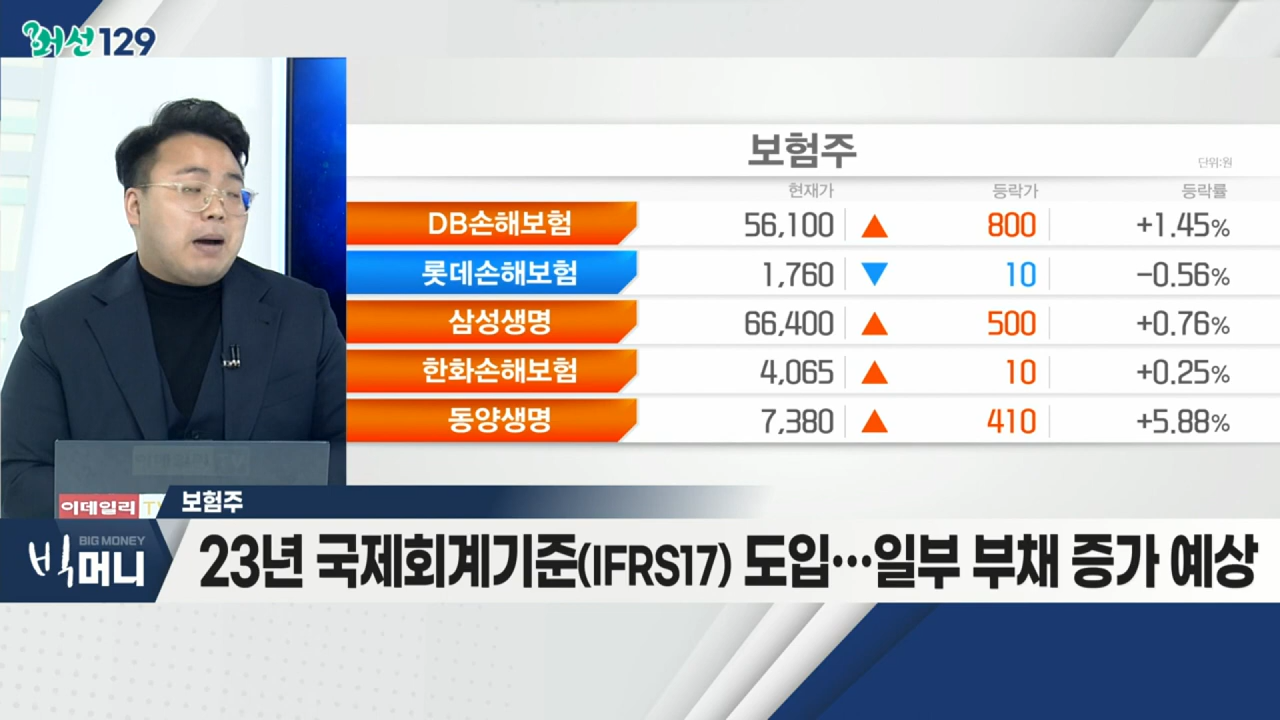 머선129
보험주
단위:원
현재가 등락가 등락률
DB손해보험 56,100 ▲ 800 +1.45%
롯데손해보험 1,760 ▼ 10 -0.56%
삼성생명 66,400 ▲ 500 +0.76%
한화손해보험 4,065 ▲ 10 +0.25%
동양생명 7,380 ▲ 410 +5.88%
이데일리 T
보험주
BIG MONEY
빅머니
23년 국제회계기준(IFRS17) 도입…일부 부채 증가 예상